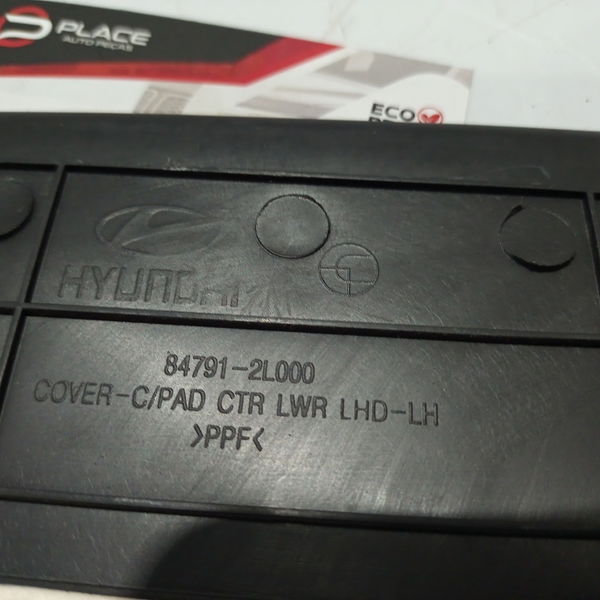 PLACE
AUTO PEÇAS
ECO
HYUNDAI
84791-2L000
COVER-C/PAD CTR LWR LHD-LH
>PPF<